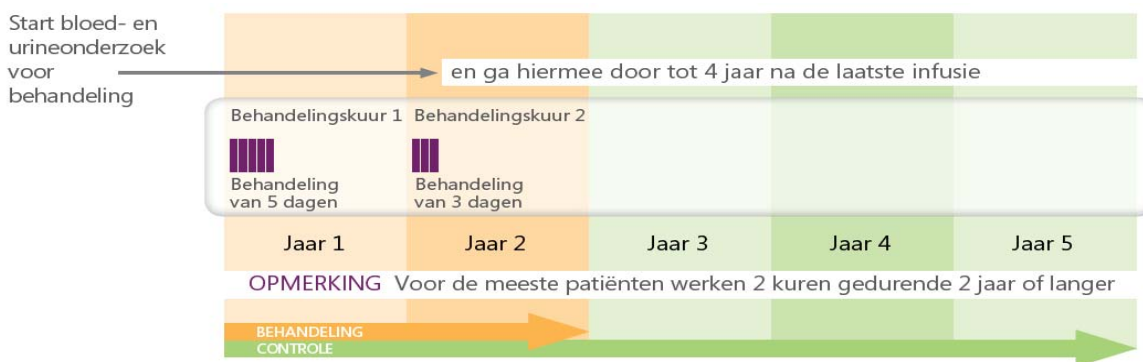 Start bloed- en
urineonderzoek
voor
behandeling
en ga hiermee door tot 4 jaar na de laatste infusie
Behandelingskuur 1
Behandelingskuur 2
Behandeling
van 5 dagen
Behandeling
van 3 dagen
Jaar 1
Jaar 2
Jaar 3
Jaar 4
Jaar 5
OPMERKING Voor de meeste patiënten werken 2 kuren gedurende 2 jaar of langer
BEHANDELING
CONTROLE